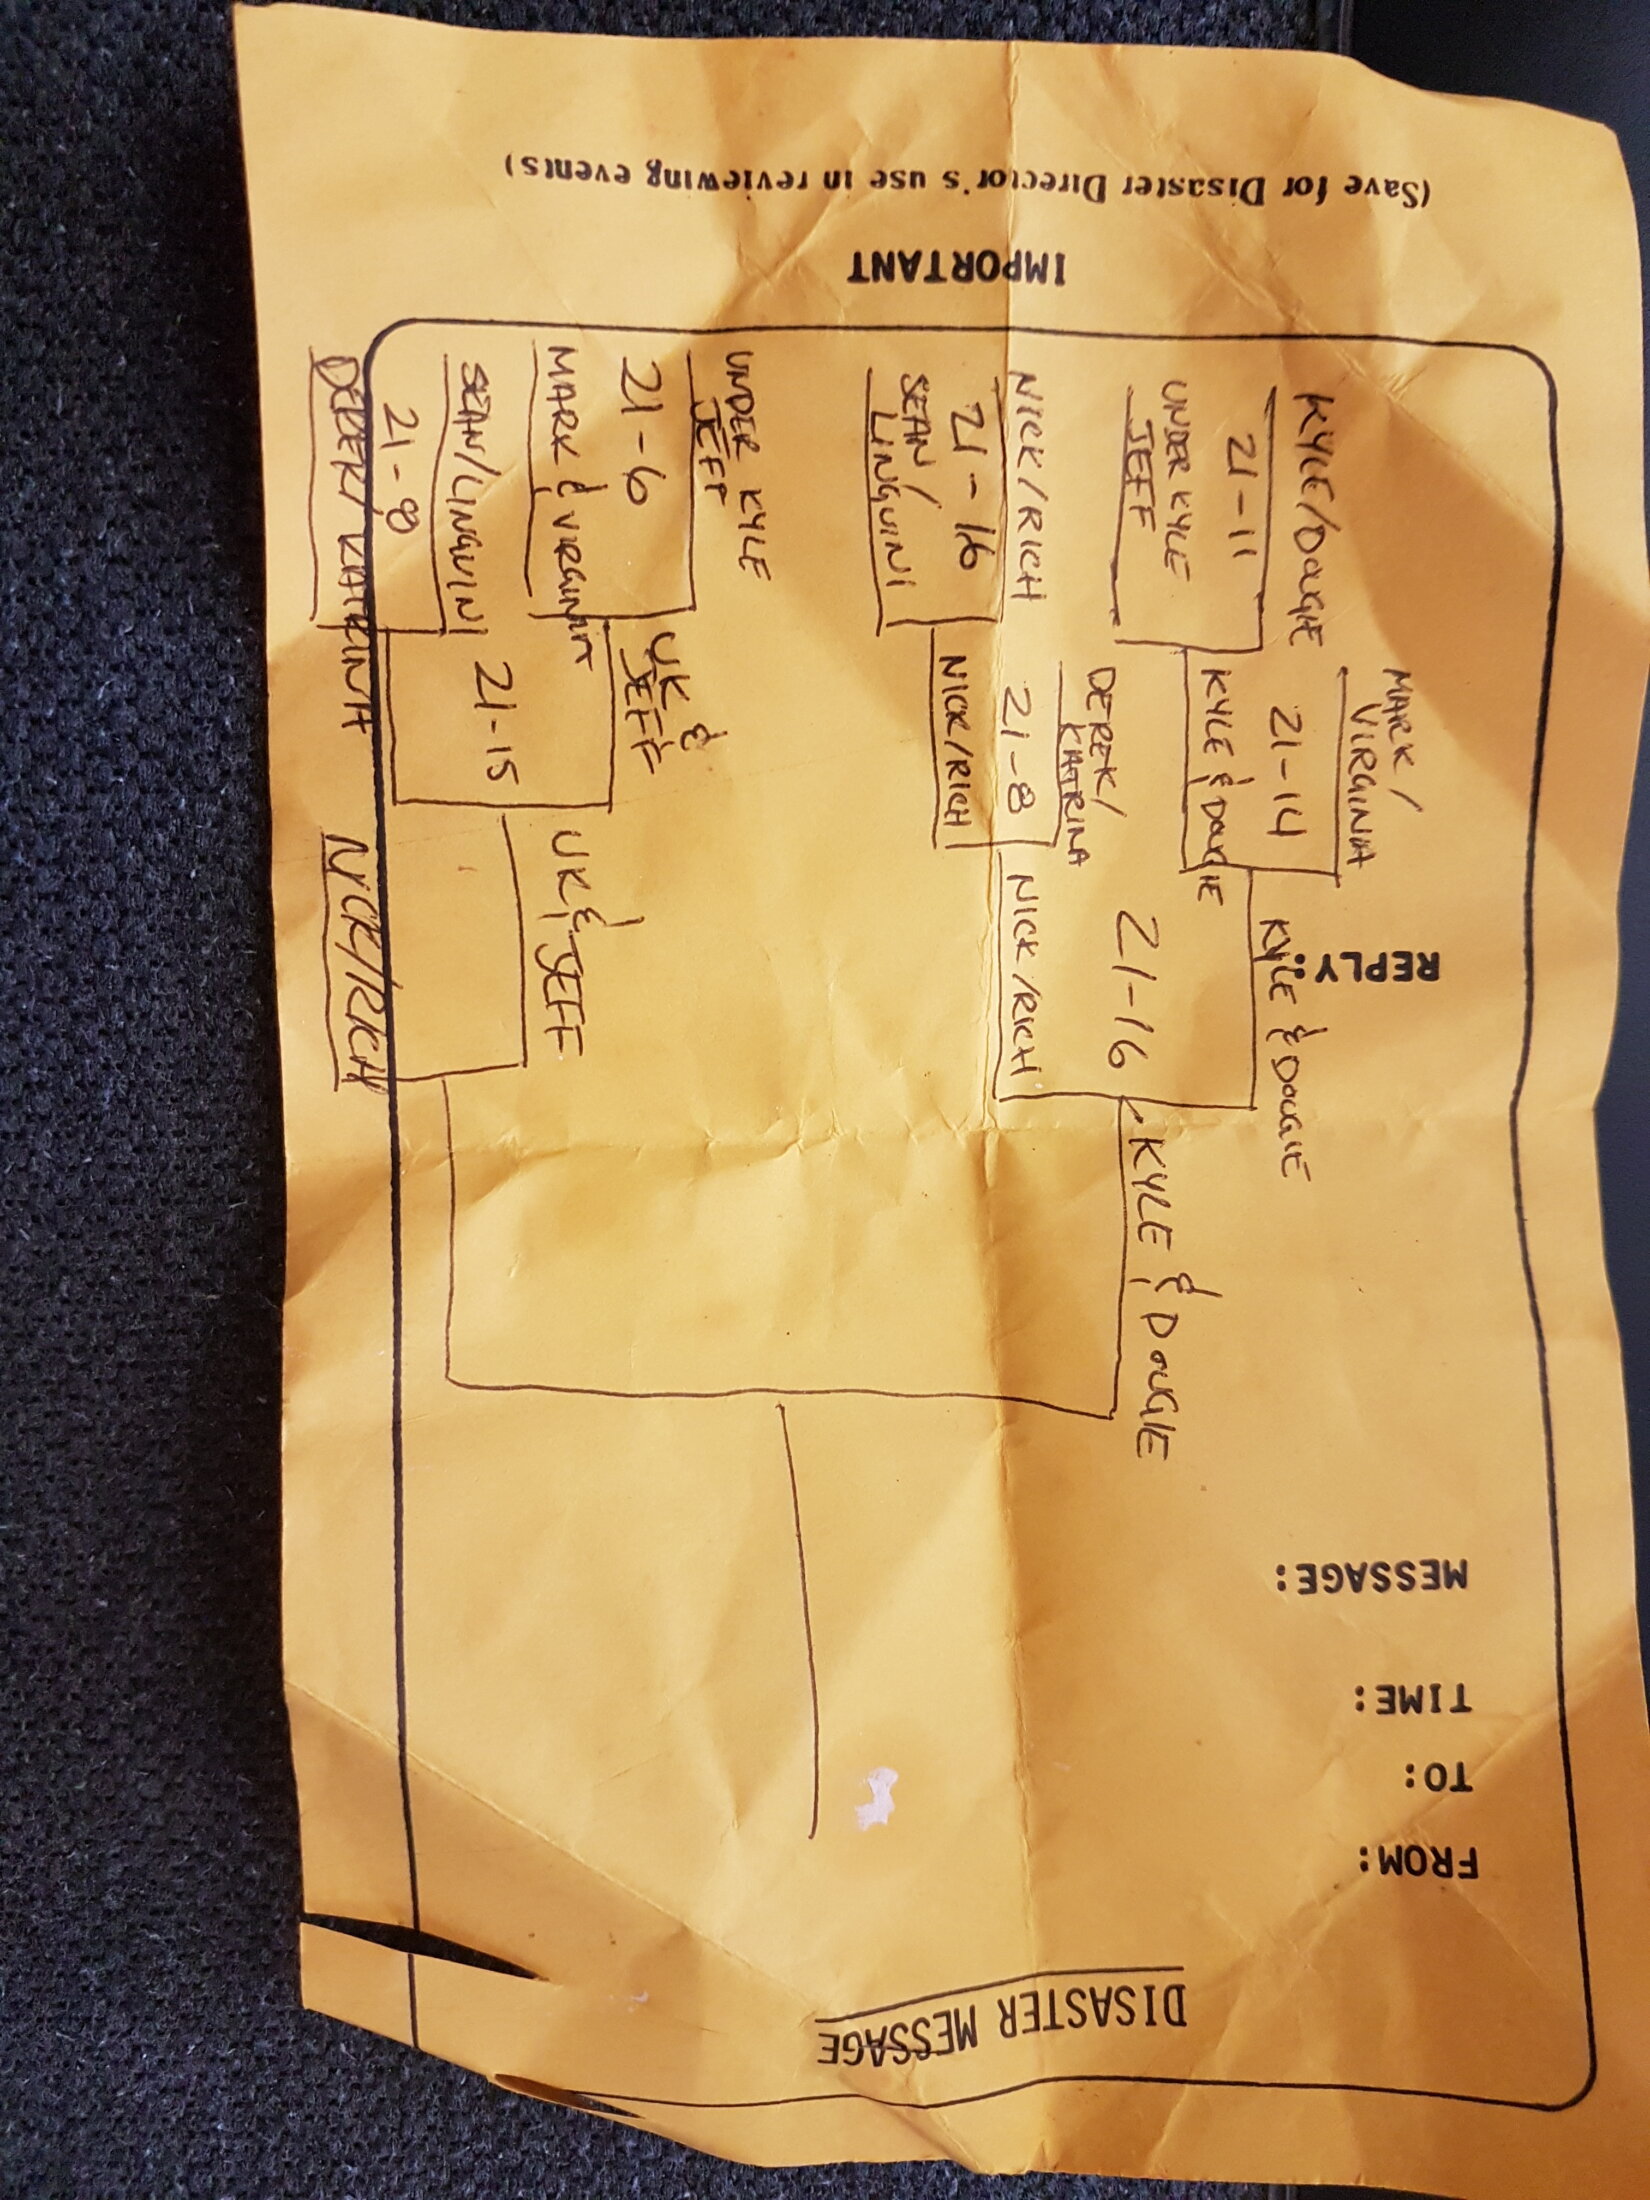 DISASTER MESSAGE
FROM:
TO:
TIME:
MESSAGE:
REPLY:
IMPORTANT
(Save for Disaster Director's use in reviewing events)
MARK /
VIRGINIA
KYLE/DOUGIE
21-14
KYLE & DOUGIE
21-11
KYLE & DOUGIE
UNDER KYLE
JEFF
21-16
KYLE & DOUGIE
DEREK/
KATRINA
NICK/RICH
21-8
NICK/RICH
21-16
NICK/RICH
SEAN/
LINGUINI
UNDER KYLE
JEFF
21-6
UK &
JEFF
MARK & VIRGINIA
21-15
UK & JEFF
SEAN/LINGUINI
21-8
DEREK/KATRINA
NICK/RICH